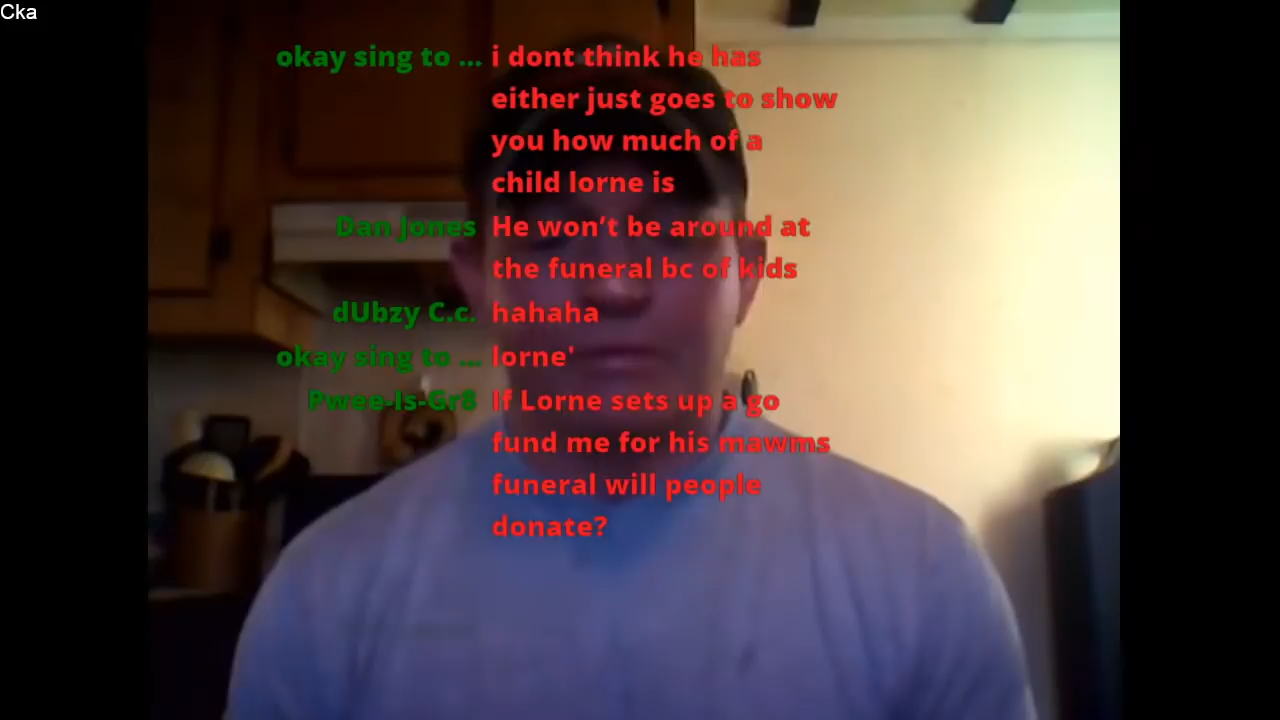 Cka
okay sing to ... i dont think he has
either just goes to show
you how much of a
child lorne is
Dan Jones He won’t be around at
the funeral bc of kids
dUbzy C.c. hahaha
okay sing to ... lorne'
Pwee-Is-Gr8 If Lorne sets up a go
fund me for his mawms
funeral will people
donate?